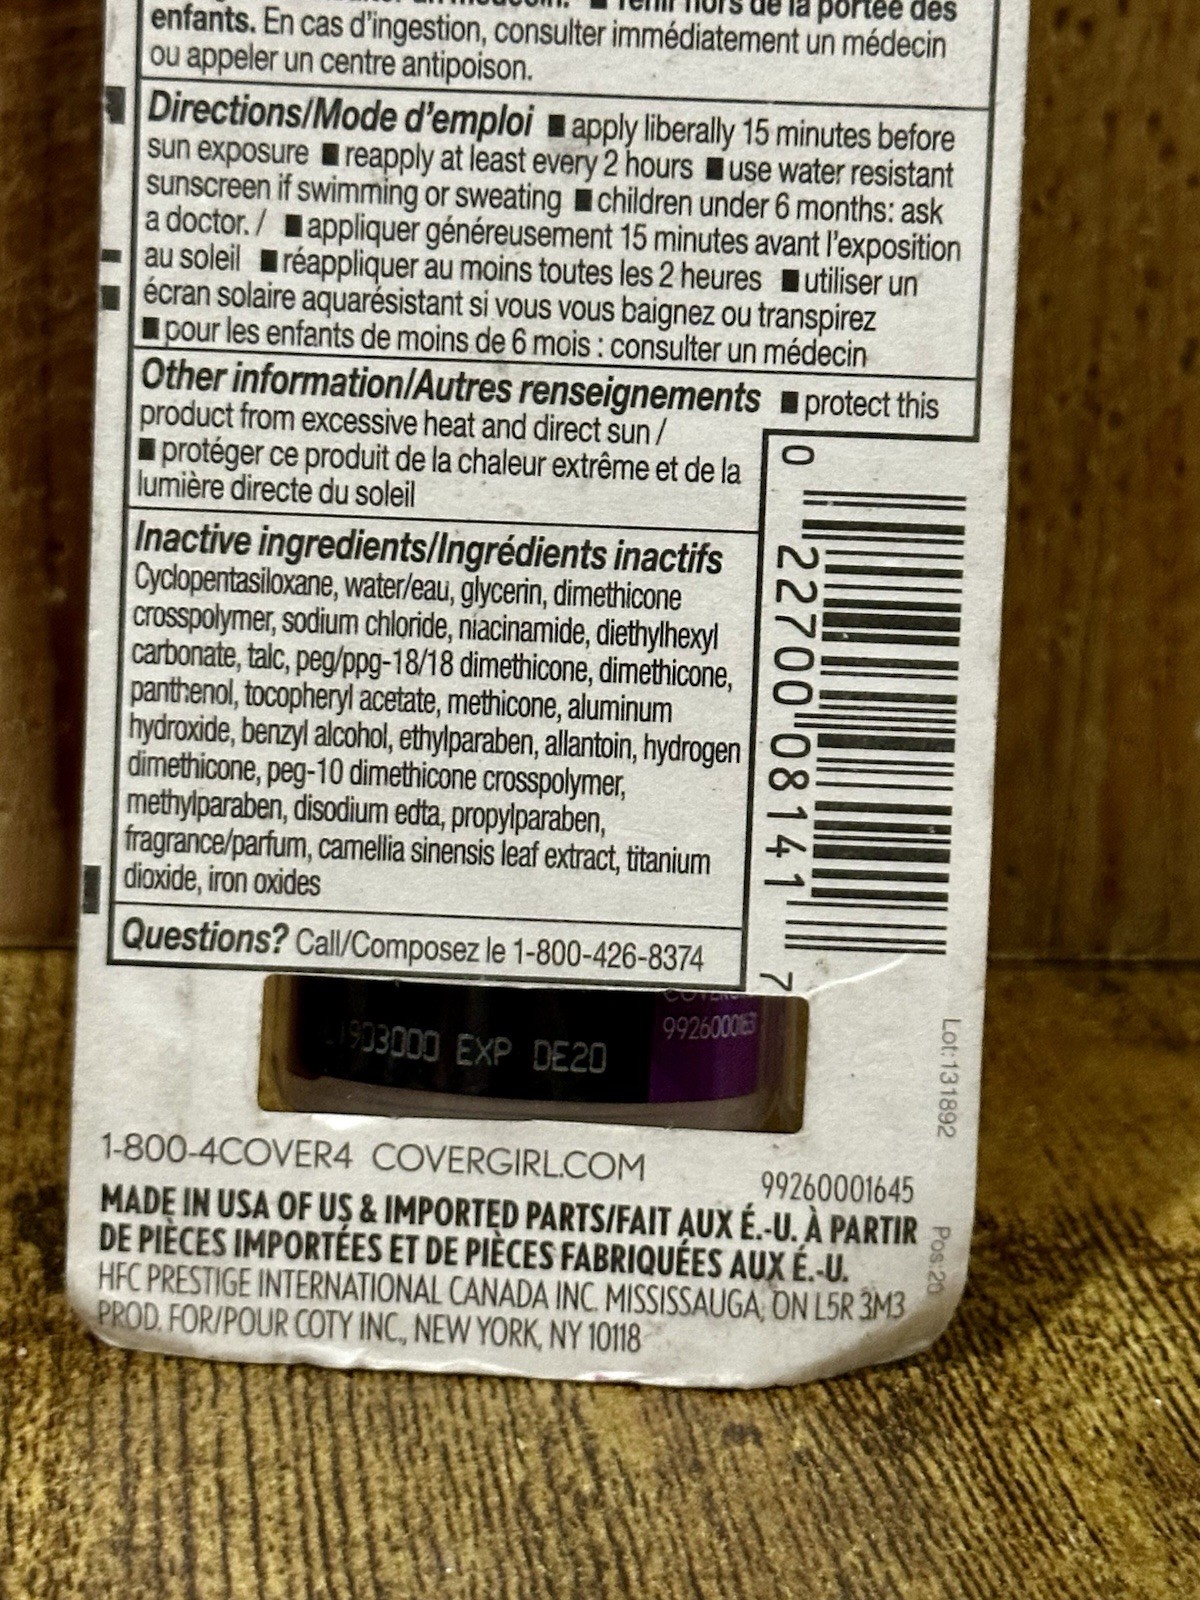 Tenir hors de la portée des
enfants. En cas d'ingestion, consulter immédiatement un médecin
ou appeler un centre antipoison.
Directions/Mode d'emploi ■ apply liberally 15 minutes before
sun exposure ■ reapply at least every 2 hours ■ use water resistant
sunscreen if swimming or sweating ■ children under 6 months: ask
a doctor. / ■ appliquer généreusement 15 minutes avant l'exposition
au soleil ■ réappliquer au moins toutes les 2 heures ■ utiliser un
écran solaire aquarésistant si vous vous baignez ou transpirez
■ pour les enfants de moins de 6 mois : consulter un médecin
Other information/Autres renseignements ■ protect this
product from excessive heat and direct sun /
■ protéger ce produit de la chaleur extrême et de la
lumière directe du soleil
Inactive ingredients/Ingrédients inactifs
Cyclopentasiloxane, water/eau, glycerin, dimethicone
crosspolymer, sodium chloride, niacinamide, diethylhexyl
carbonate, talc, peg/ppg-18/18 dimethicone, dimethicone,
panthenol, tocopheryl acetate, methicone, aluminum
hydroxide, benzyl alcohol, ethylparaben, allantoin, hydrogen
dimethicone, peg-10 dimethicone crosspolymer,
methylparaben, disodium edta, propylparaben,
fragrance/parfum, camellia sinensis leaf extract, titanium
dioxide, iron oxides
Questions? Call/Composez le 1-800-426-8374
0 22700 08141 7
EXP DE20
Lot:131892 Pos:20
1-800-4COVER4 COVERGIRL.COM
99260001645
MADE IN USA OF US & IMPORTED PARTS/FAIT AUX É.-U. À PARTIR
DE PIÈCES IMPORTÉES ET DE PIÈCES FABRIQUÉES AUX É.-U.
HFC PRESTIGE INTERNATIONAL CANADA INC. MISSISSAUGA, ON L5R 3M3
PROD. FOR/POUR COTY INC., NEW YORK, NY 10118